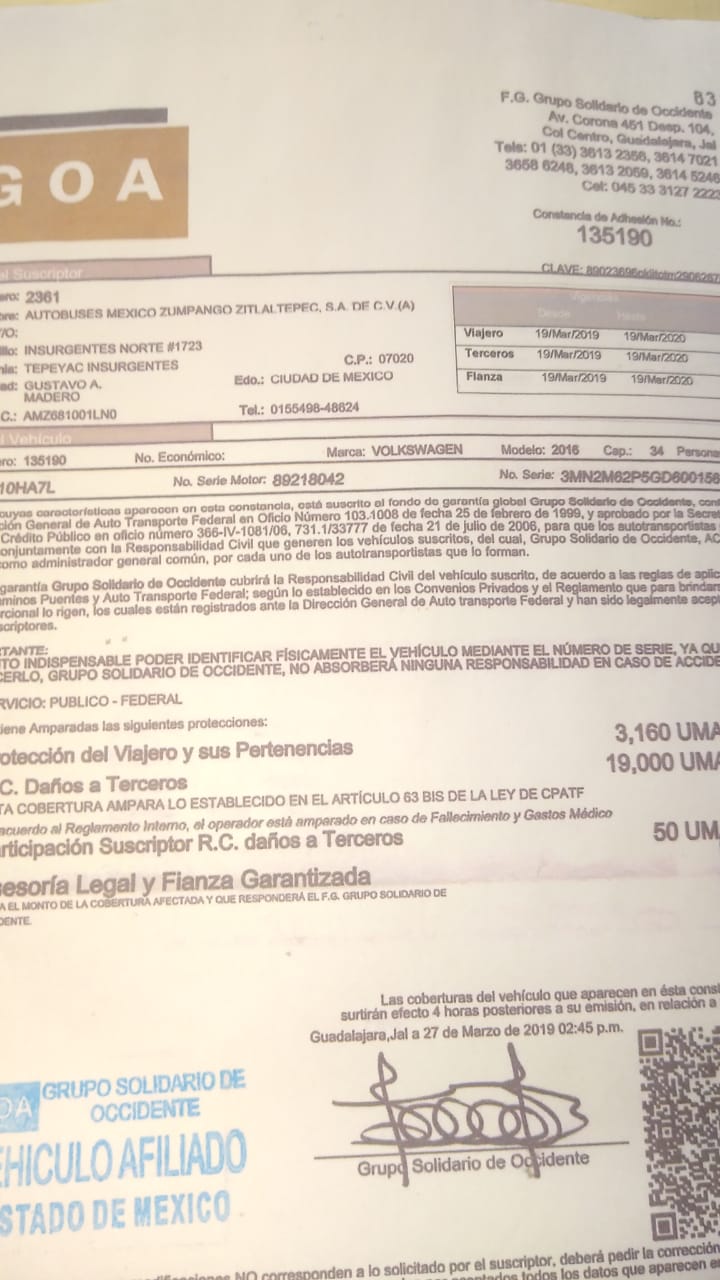 83
F.G. Grupo Solidario de Occidente
Av. Corona 451 Desp. 104,
Col Centro, Guadalajara, Jal
Tels: 01 (33) 3613 2356, 3614 7021
3658 6248, 3613 2059, 3614 5246
Cel: 045 33 3127 2223
GOA
Constancia de Adhesión No.:
135190
CLAVE:
el Suscriptor
Vigencias
Desde Hasta
ero: 2361
bre: AUTOBUSES MEXICO ZUMPANGO ZITLALTEPEC, S.A. DE C.V.(A)
/O:
illo: INSURGENTES NORTE #1723
nia: TEPEYAC INSURGENTES
C.P.: 07020
ad: GUSTAVO A.
MADERO
Edo.: CIUDAD DE MEXICO
C.: AMZ681001LN0
Tel.: 0155498-48624
Viajero 19/Mar/2019 19/Mar/2020
Terceros 19/Mar/2019 19/Mar/2020
Fianza 19/Mar/2019 19/Mar/2020
l Vehículo
ero: 135190 No. Económico: Marca: VOLKSWAGEN Modelo: 2016 Cap.: 34 Persona
10HA7L No. Serie Motor: 89218042 No. Serie: 3MN2M62P5GD600156
cuyas características aparecen en esta constancia, está suscrito al fondo de garantía global Grupo Solidario de Occidente, con
ción General de Auto Transporte Federal en Oficio Número 103.1008 de fecha 25 de febrero de 1999, y aprobado por la Secre
Crédito Público en oficio número 366-IV-1081/06, 731.1/33777 de fecha 21 de julio de 2006, para que los autotransportistas
onjuntamente con la Responsabilidad Civil que generen los vehículos suscritos, del cual, Grupo Solidario de Occidente, AC
omo administrador general común, por cada uno de los autotransportistas que lo forman.
garantía Grupo Solidario de Occidente cubrirá la Responsabilidad Civil del vehículo suscrito, de acuerdo a las reglas de aplic
minos Puentes y Auto Transporte Federal; según lo establecido en los Convenios Privados y el Reglamento que para brindar
rcional lo rigen, los cuales están registrados ante la Dirección General de Auto transporte Federal y han sido legalmente acept
scriptores.
RTANTE:
ITO INDISPENSABLE PODER IDENTIFICAR FÍSICAMENTE EL VEHÍCULO MEDIANTE EL NÚMERO DE SERIE, YA QU
CERLO, GRUPO SOLIDARIO DE OCCIDENTE, NO ABSORBERÁ NINGUNA RESPONSABILIDAD EN CASO DE ACCIDE
RVICIO: PUBLICO - FEDERAL
iene Amparadas las siguientes protecciones:
otección del Viajero y sus Pertenencias 3,160 UMA
C. Daños a Terceros 19,000 UMA
TA COBERTURA AMPARA LO ESTABLECIDO EN EL ARTÍCULO 63 BIS DE LA LEY DE CPATF
acuerdo al Reglamento Interno, el operador está amparado en caso de Fallecimiento y Gastos Médico
rticipación Suscriptor R.C. daños a Terceros 50 UM
esoría Legal y Fianza Garantizada
A EL MONTO DE LA COBERTURA AFECTADA Y QUE RESPONDERÁ EL F.G. GRUPO SOLIDARIO DE
DENTE.
Las coberturas del vehículo que aparecen en ésta const
surtirán efecto 4 horas posteriores a su emisión, en relación a
Guadalajara,Jal a 27 de Marzo de 2019 02:45 p.m.
OA
GRUPO SOLIDARIO DE
OCCIDENTE
EHICULO AFILIADO
STADO DE MEXICO
Grupo Solidario de Occidente
NO corresponden a lo solicitado por el suscriptor, deberá pedir la corrección
todos los datos que aparecen en